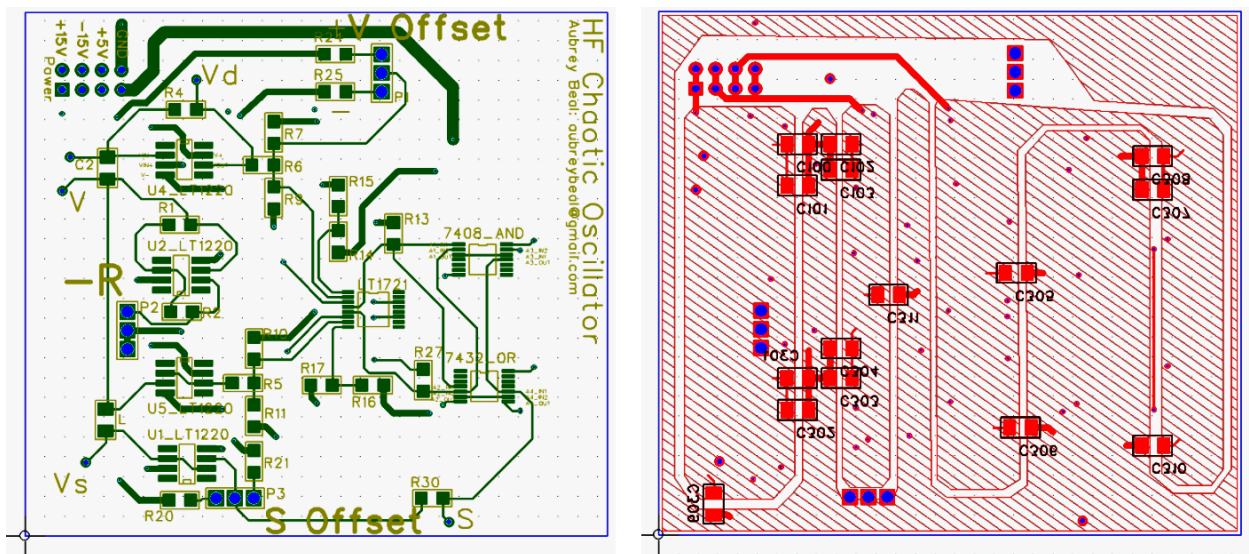 +15V
-15V
+5V
GND
Power
R24
+V Offset
Vd
R25
-
P1
R4
R7
C2
R6
U4_LT1220
V
R9
R15
R1
R13
R14
U2_LT1220
7408_AND
-R
LT1721
P2
R2
R10
R27
7432_OR
R17
R5
R16
U5_LT1220
R11
L
U1_LT1220
R21
Vs
R30
P3
R20
S Offset
S
HF Chaotic Oscillator
Aubrey Beal: aubreybeal@gmail.com
C100
C102
C103
C101
C308
C307
C305
C311
C301
C304
C303
C302
C306
C310
C309